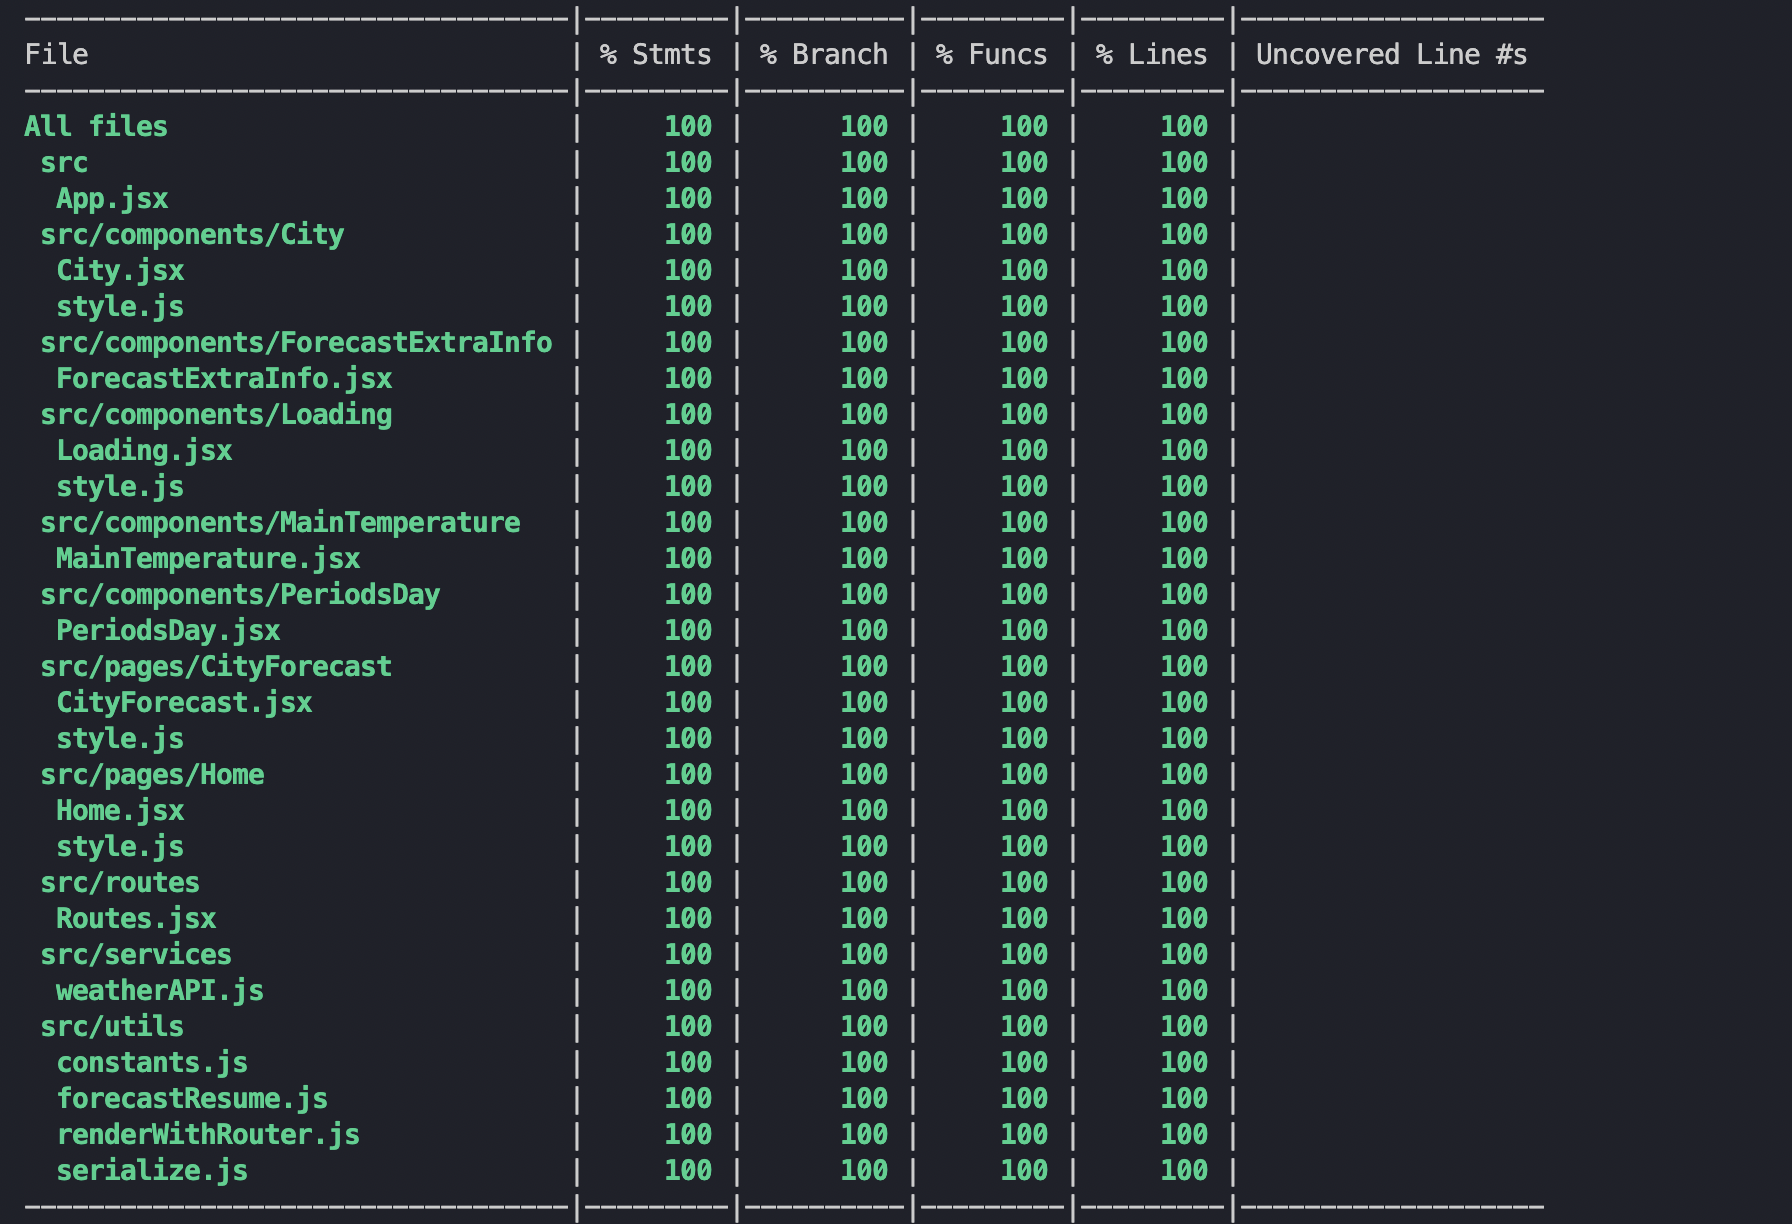 File | % Stmts | % Branch | % Funcs | % Lines | Uncovered Line #s
All files | 100 | 100 | 100 | 100 |
src | 100 | 100 | 100 | 100 |
App.jsx | 100 | 100 | 100 | 100 |
src/components/City | 100 | 100 | 100 | 100 |
City.jsx | 100 | 100 | 100 | 100 |
style.js | 100 | 100 | 100 | 100 |
src/components/ForecastExtraInfo | 100 | 100 | 100 | 100 |
ForecastExtraInfo.jsx | 100 | 100 | 100 | 100 |
src/components/Loading | 100 | 100 | 100 | 100 |
Loading.jsx | 100 | 100 | 100 | 100 |
style.js | 100 | 100 | 100 | 100 |
src/components/MainTemperature | 100 | 100 | 100 | 100 |
MainTemperature.jsx | 100 | 100 | 100 | 100 |
src/components/PeriodsDay | 100 | 100 | 100 | 100 |
PeriodsDay.jsx | 100 | 100 | 100 | 100 |
src/pages/CityForecast | 100 | 100 | 100 | 100 |
CityForecast.jsx | 100 | 100 | 100 | 100 |
style.js | 100 | 100 | 100 | 100 |
src/pages/Home | 100 | 100 | 100 | 100 |
Home.jsx | 100 | 100 | 100 | 100 |
style.js | 100 | 100 | 100 | 100 |
src/routes | 100 | 100 | 100 | 100 |
Routes.jsx | 100 | 100 | 100 | 100 |
src/services | 100 | 100 | 100 | 100 |
weatherAPI.js | 100 | 100 | 100 | 100 |
src/utils | 100 | 100 | 100 | 100 |
constants.js | 100 | 100 | 100 | 100 |
forecastResume.js | 100 | 100 | 100 | 100 |
renderWithRouter.js | 100 | 100 | 100 | 100 |
serialize.js | 100 | 100 | 100 | 100 |